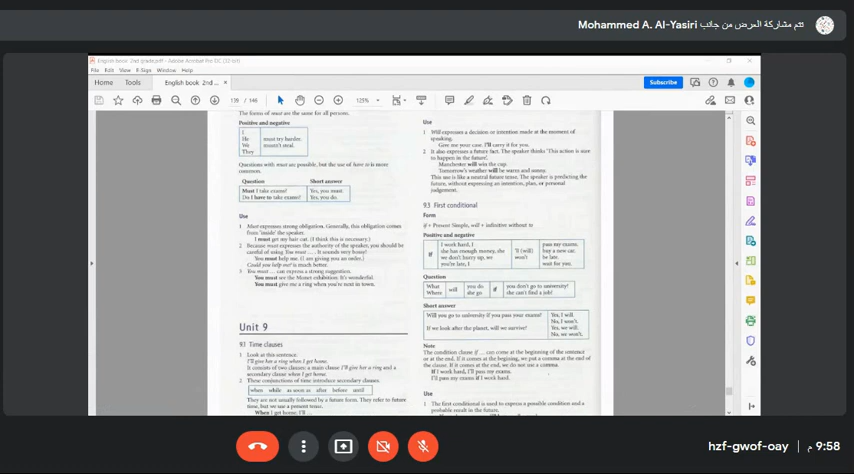 تتم مشاركة العرض من جانب Mohammed A. Al-Yasiri
English book 2nd grade.pdf - Adobe Acrobat Pro DC (32-bit)
File Edit View E-Sign Window Help
Home Tools English book 2nd ... × Subscribe
139 / 146 125%
The forms of must are the same for all persons.
Positive and negative
I
He
We
They
must try harder.
mustn't steal.
Questions with must are possible, but the use of have to is more
common.
Question Short answer
Must I take exams? Yes, you must.
Do I have to take exams? Yes, you do.
Use
1 Must expresses strong obligation. Generally, this obligation comes
from 'inside' the speaker.
I must get my hair cut. (I think this is necessary.)
2 Because must expresses the authority of the speaker, you should be
careful of using You must ... . It sounds very bossy!
You must help me. (I am giving you an order.)
Could you help me? is much better.
3 You must ... can express a strong suggestion.
You must see the Monet exhibition. It's wonderful.
You must give me a ring when you're next in town.
Unit 9
9.1 Time clauses
1 Look at this sentence.
I'll give her a ring when I get home.
It consists of two clauses: a main clause I'll give her a ring and a
secondary clause when I get home.
2 These conjunctions of time introduce secondary clauses.
when while as soon as after before until
They are not usually followed by a future form. They refer to future
time, but we use a present tense.
When I get home, I'll ...
Use
1 Will expresses a decision or intention made at the moment of
speaking.
Give me your case. I'll carry it for you.
2 It also expresses a future fact. The speaker thinks 'This action is sure
to happen in the future'.
Manchester will win the cup.
Tomorrow's weather will be warm and sunny.
This use is like a neutral future tense. The speaker is predicting the
future, without expressing an intention, plan, or personal
judgement.
9.3 First conditional
Form
if + Present Simple, will + infinitive without to
Positive and negative
If
I work hard, I
she has enough money, she
we don't hurry up, we
you're late, I
'll (will)
won't
pass my exams.
buy a new car.
be late.
wait for you.
Question
What
Where
will
you do
she go
if
you don't go to university?
she can't find a job?
Short answer
Will you go to university if you pass your exams? Yes, I will.
No, I won't.
If we look after the planet, will we survive? Yes, we will.
No, we won't.
Note
The condition clause if ... can come at the beginning of the sentence
or at the end. If it comes at the beginning, we put a comma at the end of
the clause. If it comes at the end, we do not use a comma.
If I work hard, I'll pass my exams.
I'll pass my exams if I work hard.
Use
1 The first conditional is used to express a possible condition and a
probable result in the future.
hzf-gwof-oay | 9:58 م